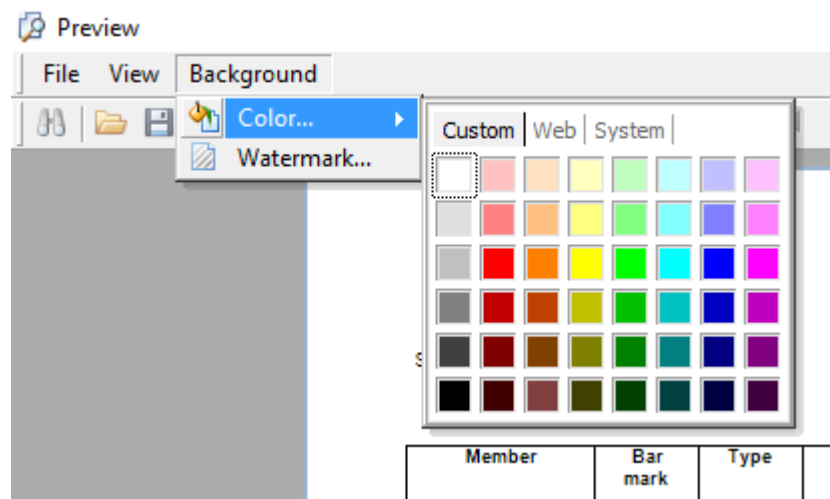 Preview
File View Background
Color...
Watermark...
Custom Web System
Member Bar mark Type